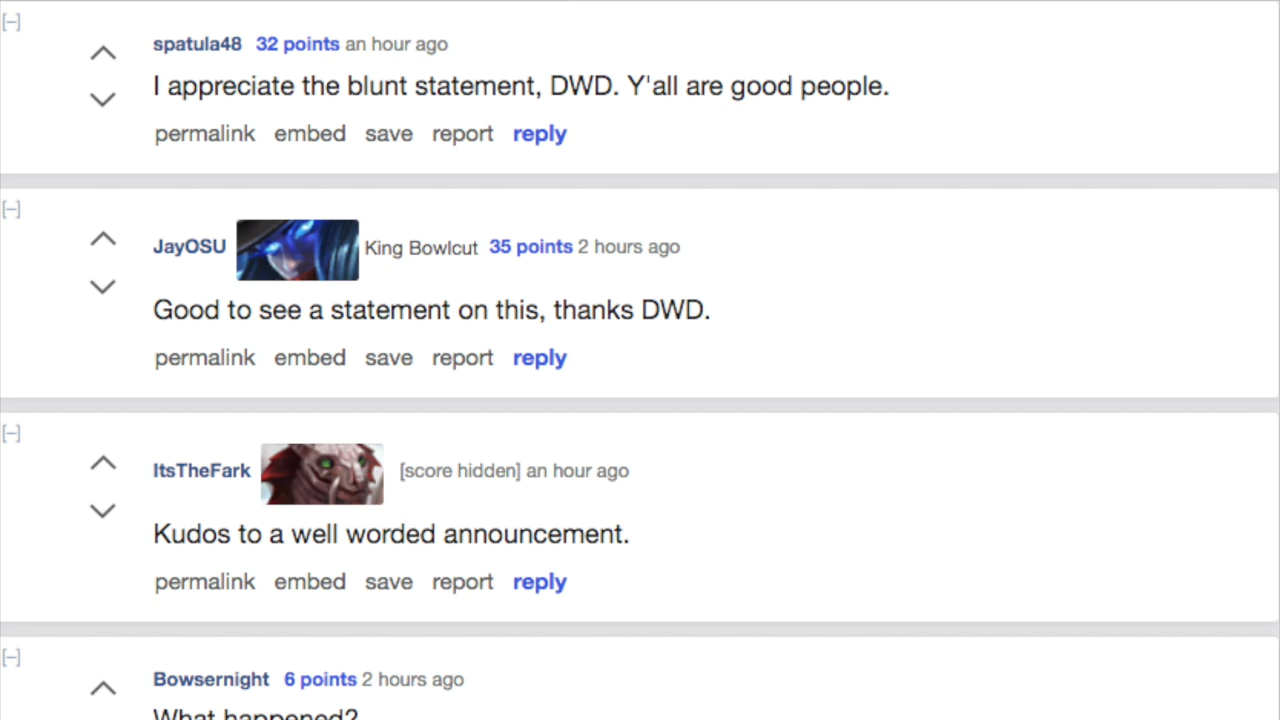 [–]
spatula48 32 points an hour ago
I appreciate the blunt statement, DWD. Y'all are good people.
permalink embed save report reply
[–]
JayOSU King Bowlcut 35 points 2 hours ago
Good to see a statement on this, thanks DWD.
permalink embed save report reply
[–]
ItsTheFark [score hidden] an hour ago
Kudos to a well worded announcement.
permalink embed save report reply
[–]
Bowsernight 6 points 2 hours ago
What happened?